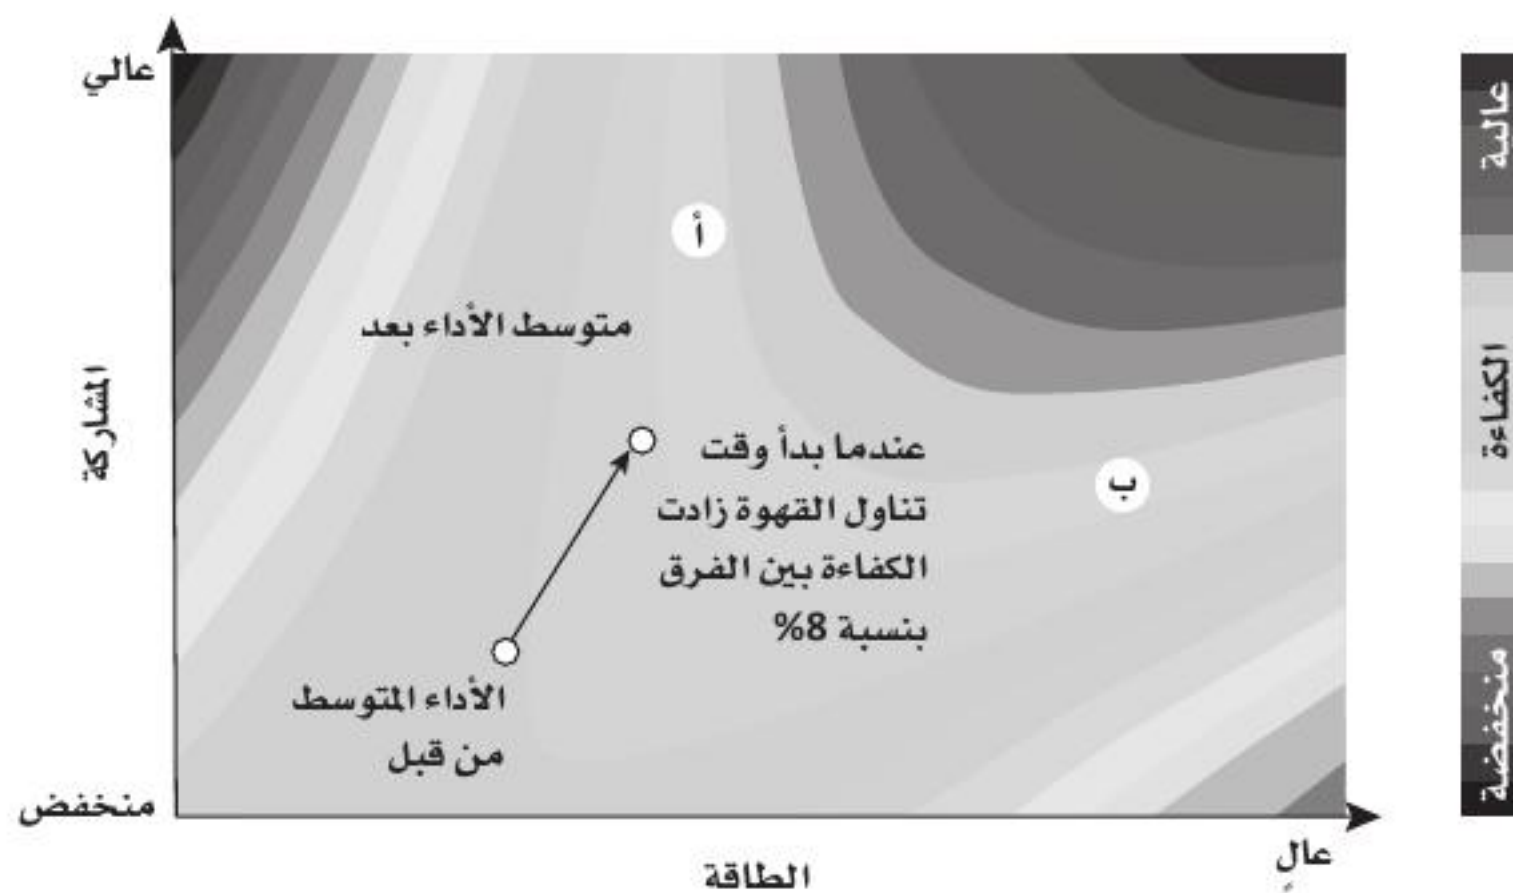 عالي
المشاركة
منخفض
أ
متوسط الأداء بعد
عندما بدأ وقت
تناول القهوة زادت
الكفاءة بين الفرق
بنسبة 8%
ب
الأداء المتوسط
من قبل
عالٍ
الطاقة
عالية
الكفاءة
منخفضة